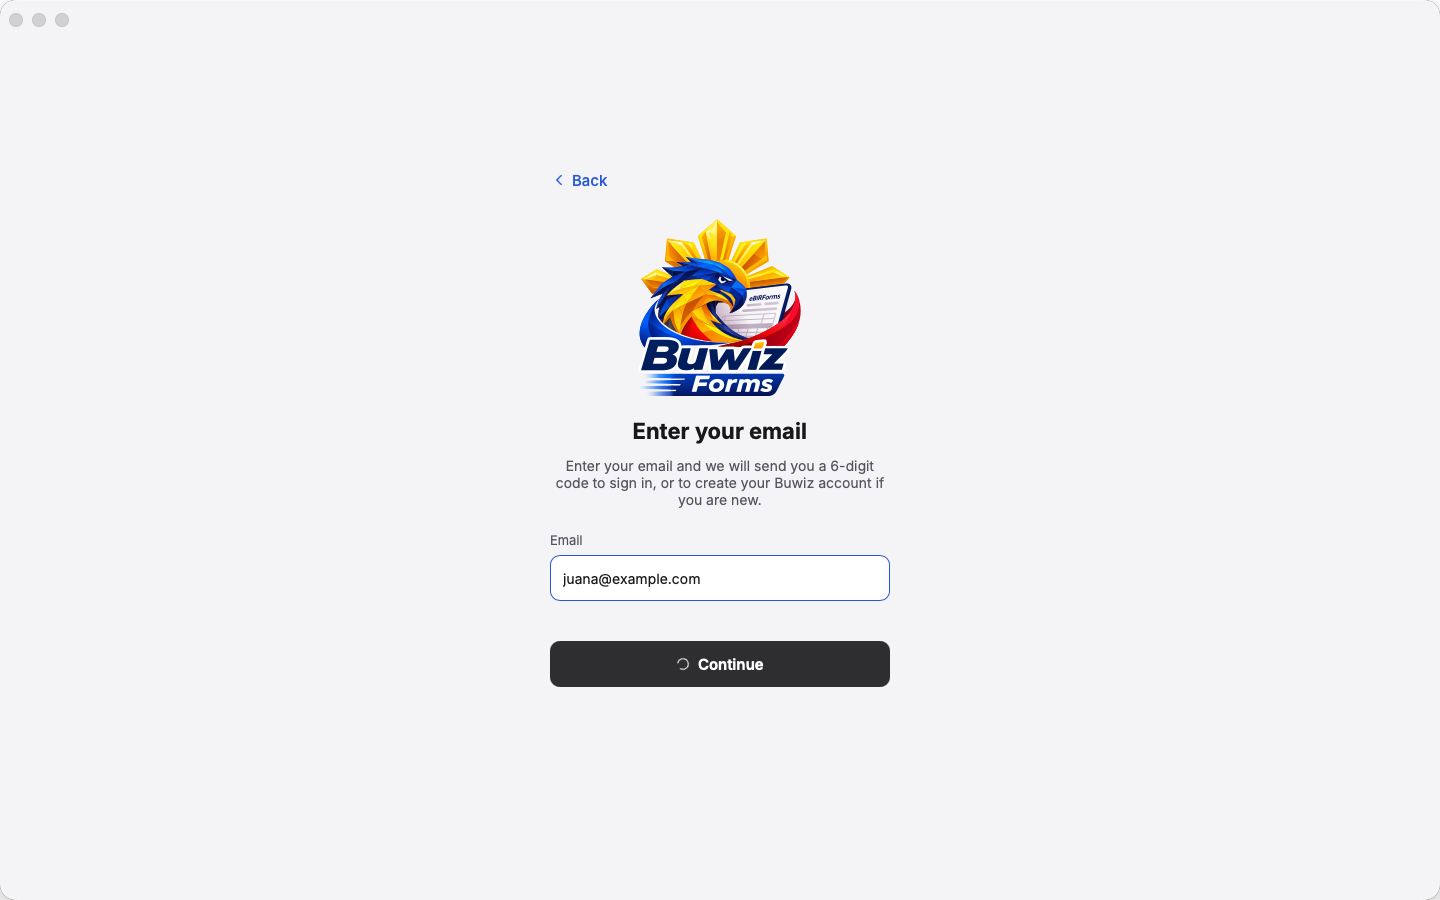 Back
eBIRForms
Buwiz
Forms
Enter your email
Enter your email and we will send you a 6-digit
code to sign in, or to create your Buwiz account if
you are new.
Email
juana@example.com
Continue